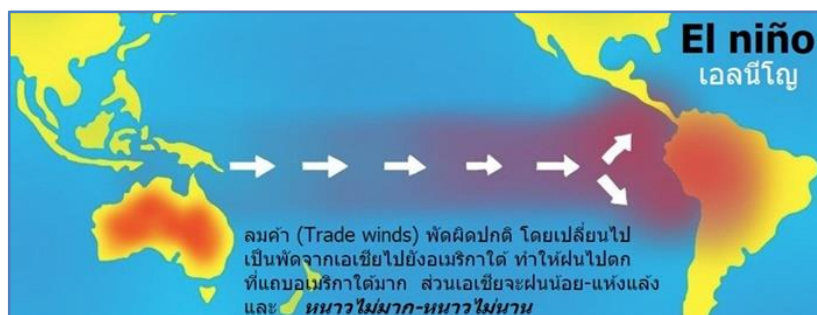 El niño
เอลนีโญ
ลมค้า (Trade winds) พัดผิดปกติ โดยเปลี่ยนไป
เป็นพัดจากเอเชียไปยังอเมริกาใต้ ทำให้ฝนไปตก
ที่แถบอเมริกาใต้มาก ส่วนเอเชียจะฝนน้อย-แห้งแล้ง
และ หนาวไม่มาก-หนาวไม่นาน